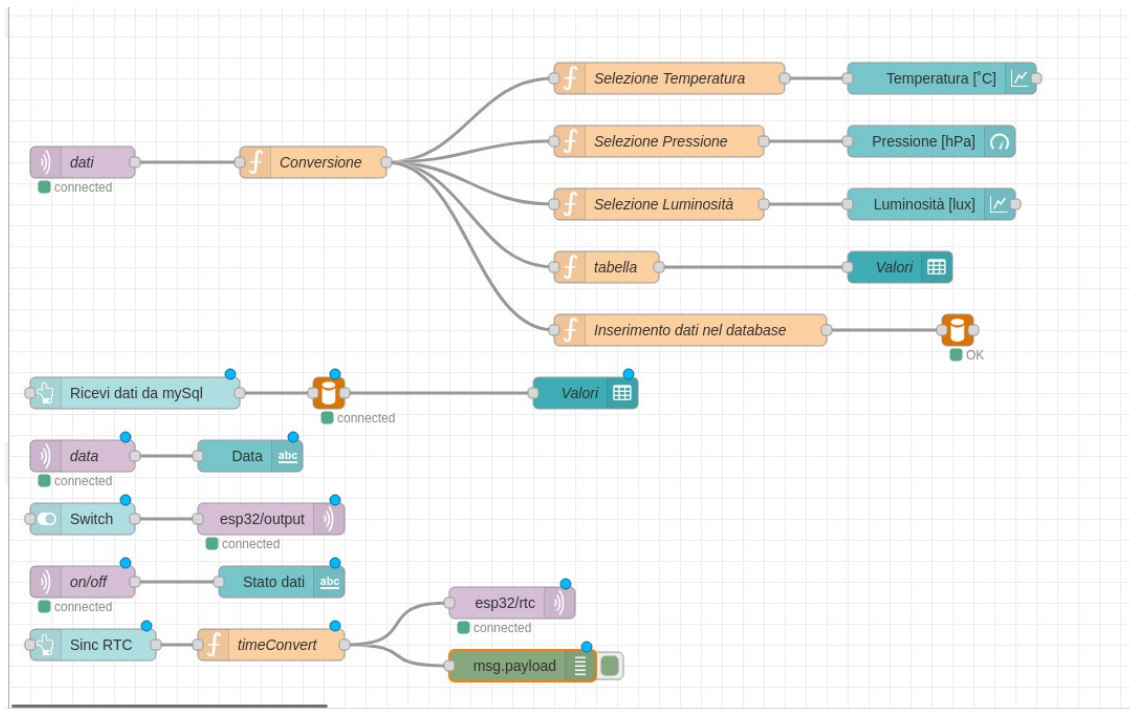 Selezione Temperatura
Temperatura [˚C]
Selezione Pressione
Pressione [hPa]
dati
Conversione
connected
Selezione Luminosità
Luminosità [lux]
tabella
Valori
Inserimento dati nel database
OK
Ricevi dati da mySql
Valori
connected
data
Data
abc
connected
Switch
esp32/output
connected
on/off
Stato dati
abc
connected
esp32/rtc
connected
Sinc RTC
timeConvert
msg.payload